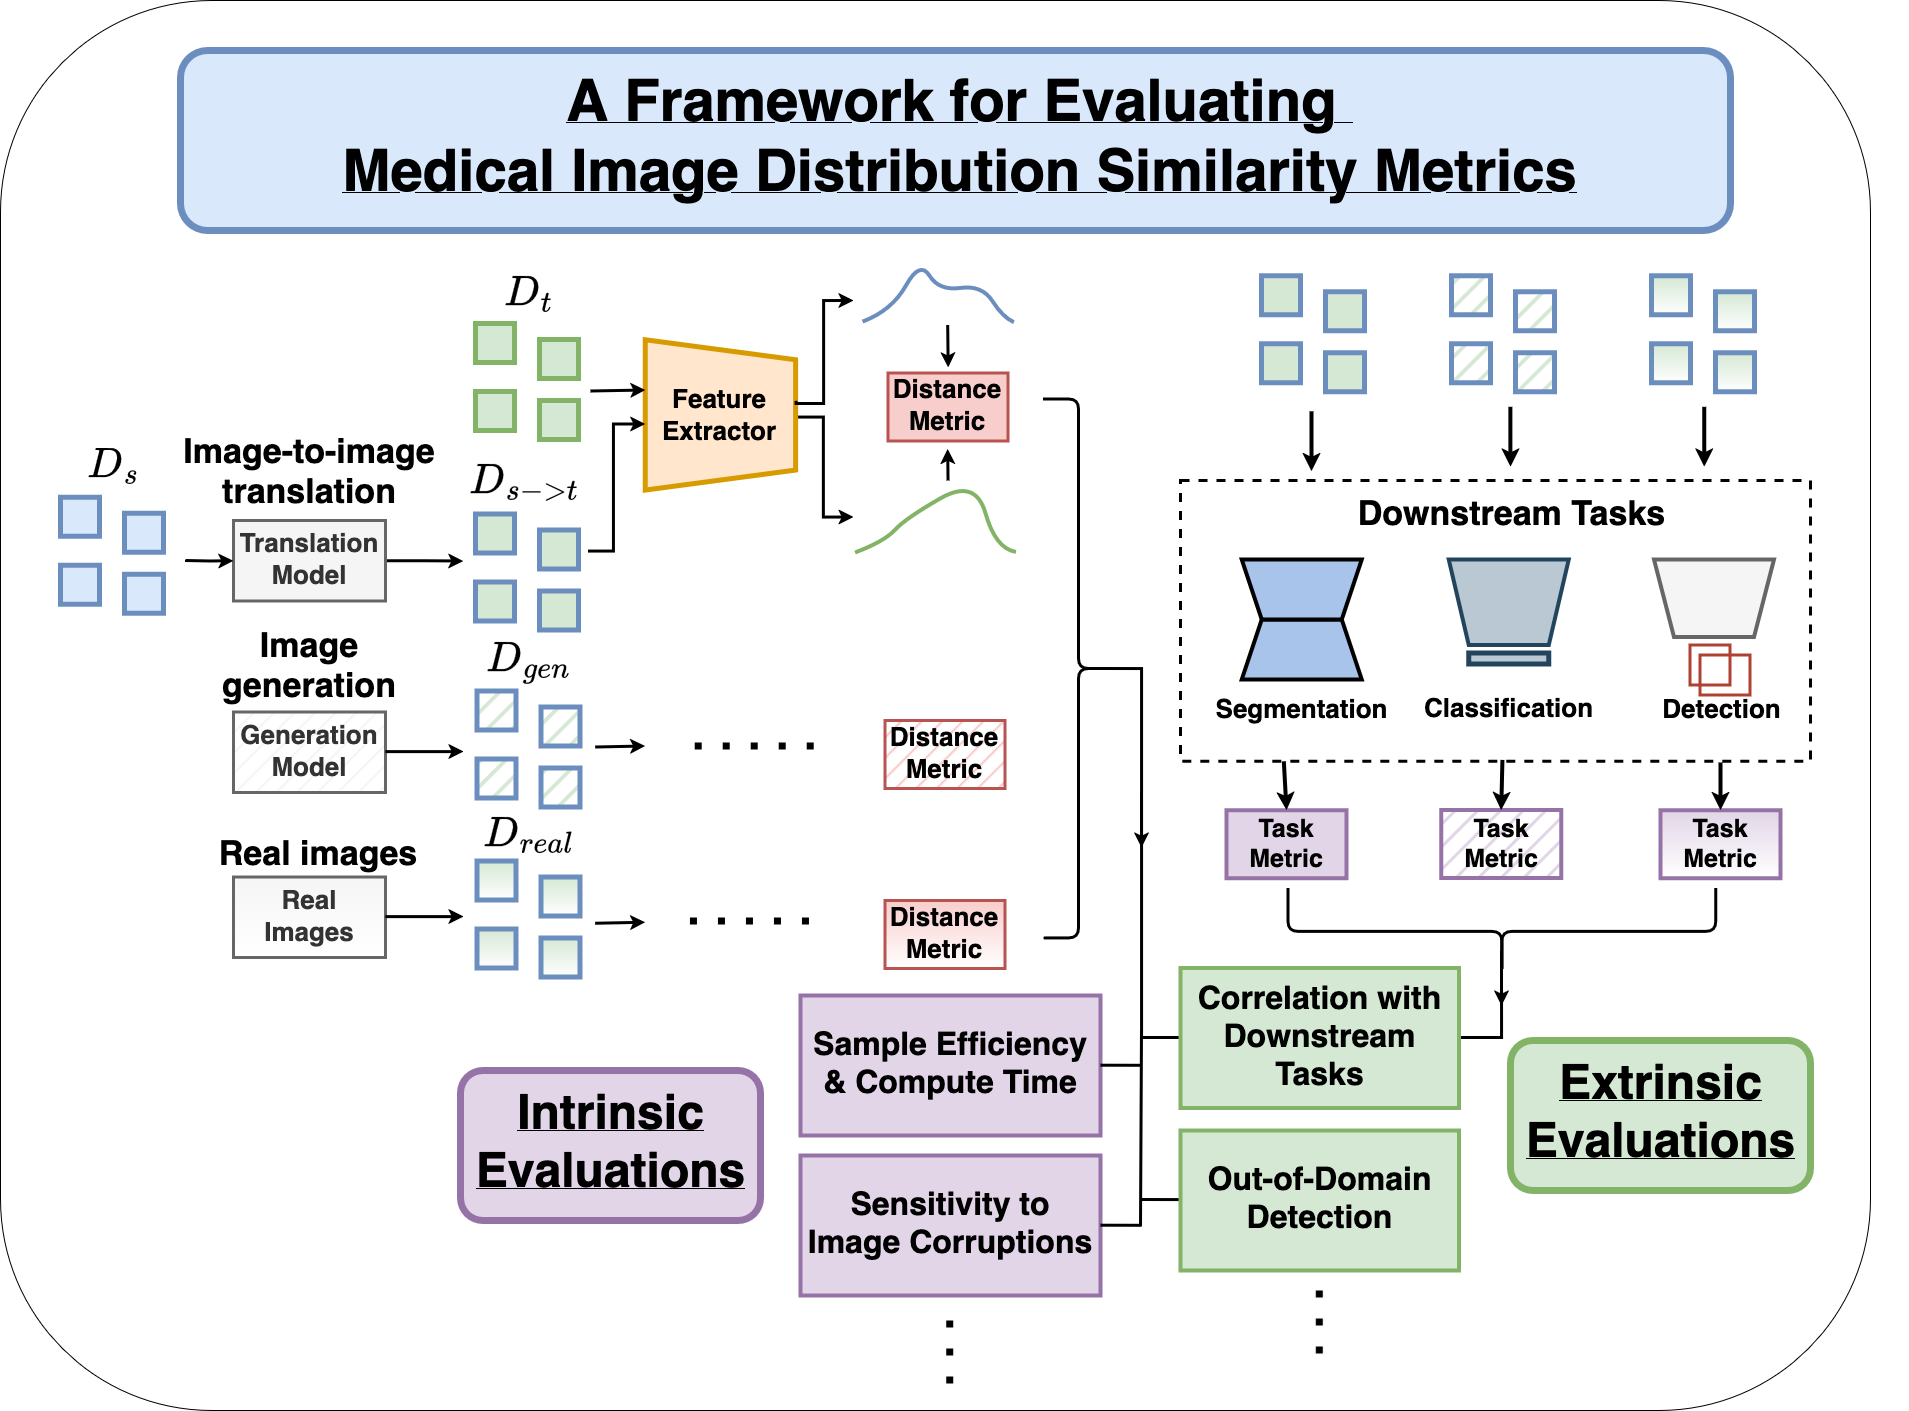 A Framework for Evaluating
Medical Image Distribution Similarity Metrics
D_t
Feature
Extractor
Distance
Metric
D_s
Image-to-image
translation
Translation
Model
D_{s->t}
Image
generation
Generation
Model
D_{gen}
Distance
Metric
Real images
Real
Images
D_{real}
Distance
Metric
Downstream Tasks
Segmentation
Classification
Detection
Task
Metric
Task
Metric
Task
Metric
Intrinsic
Evaluations
Sample Efficiency
& Compute Time
Sensitivity to
Image Corruptions
Correlation with
Downstream
Tasks
Out-of-Domain
Detection
Extrinsic
Evaluations